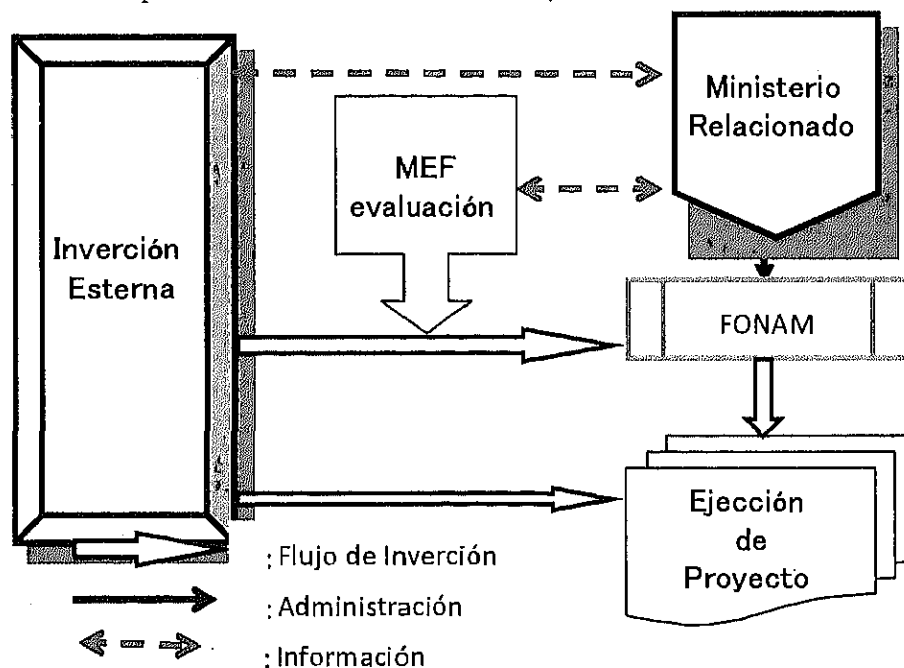 Ministerio
Relacionado
MEF
evaluación
Inverción
Esterna
FONAM
Ejección
de
Proyecto
: Flujo de Inverción
: Administración
: Información